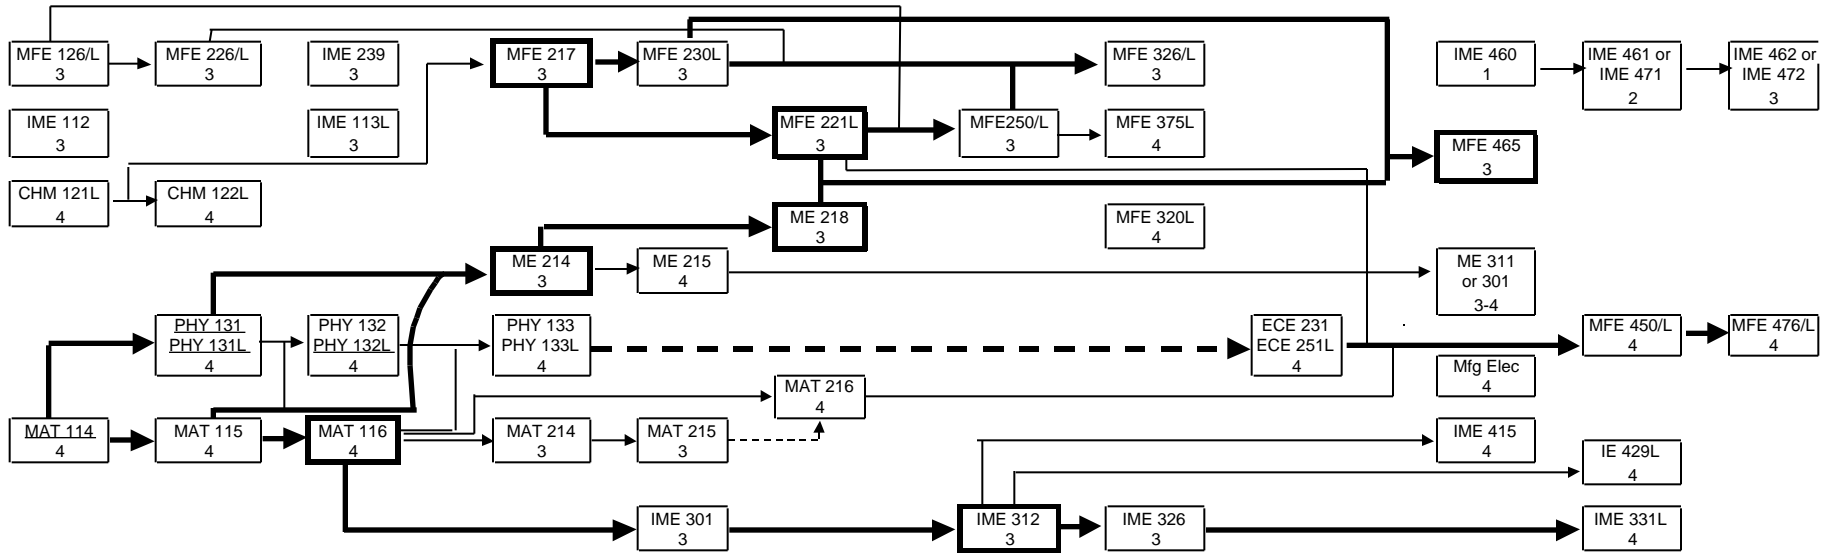 MFE 126/L
3
MFE 226/L
3
IME 239
3
MFE 217
3
MFE 230L
3
MFE 326/L
3
IME 460
1
IME 461 or
IME 471
2
IME 462 or
IME 472
3
IME 112
3
IME 113L
3
MFE 221L
3
MFE250/L
3
MFE 375L
4
MFE 465
3
CHM 121L
4
CHM 122L
4
ME 218
3
MFE 320L
4
ME 214
3
ME 215
4
ME 311
or 301
3-4
PHY 131
PHY 131L
4
PHY 132
PHY 132L
4
PHY 133
PHY 133L
4
ECE 231
ECE 251L
4
MFE 450/L
4
MFE 476/L
4
Mfg Elec
4
MAT 216
4
MAT 114
4
MAT 115
4
MAT 116
4
MAT 214
3
MAT 215
3
IME 415
4
IE 429L
4
IME 301
3
IME 312
3
IME 326
3
IME 331L
4